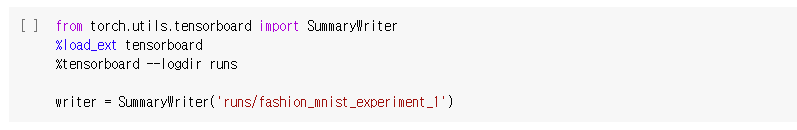 [ ] from torch.utils.tensorboard import SummaryWriter
%load_ext tensorboard
%tensorboard --logdir runs
writer = SummaryWriter('runs/fashion_mnist_experiment_1')